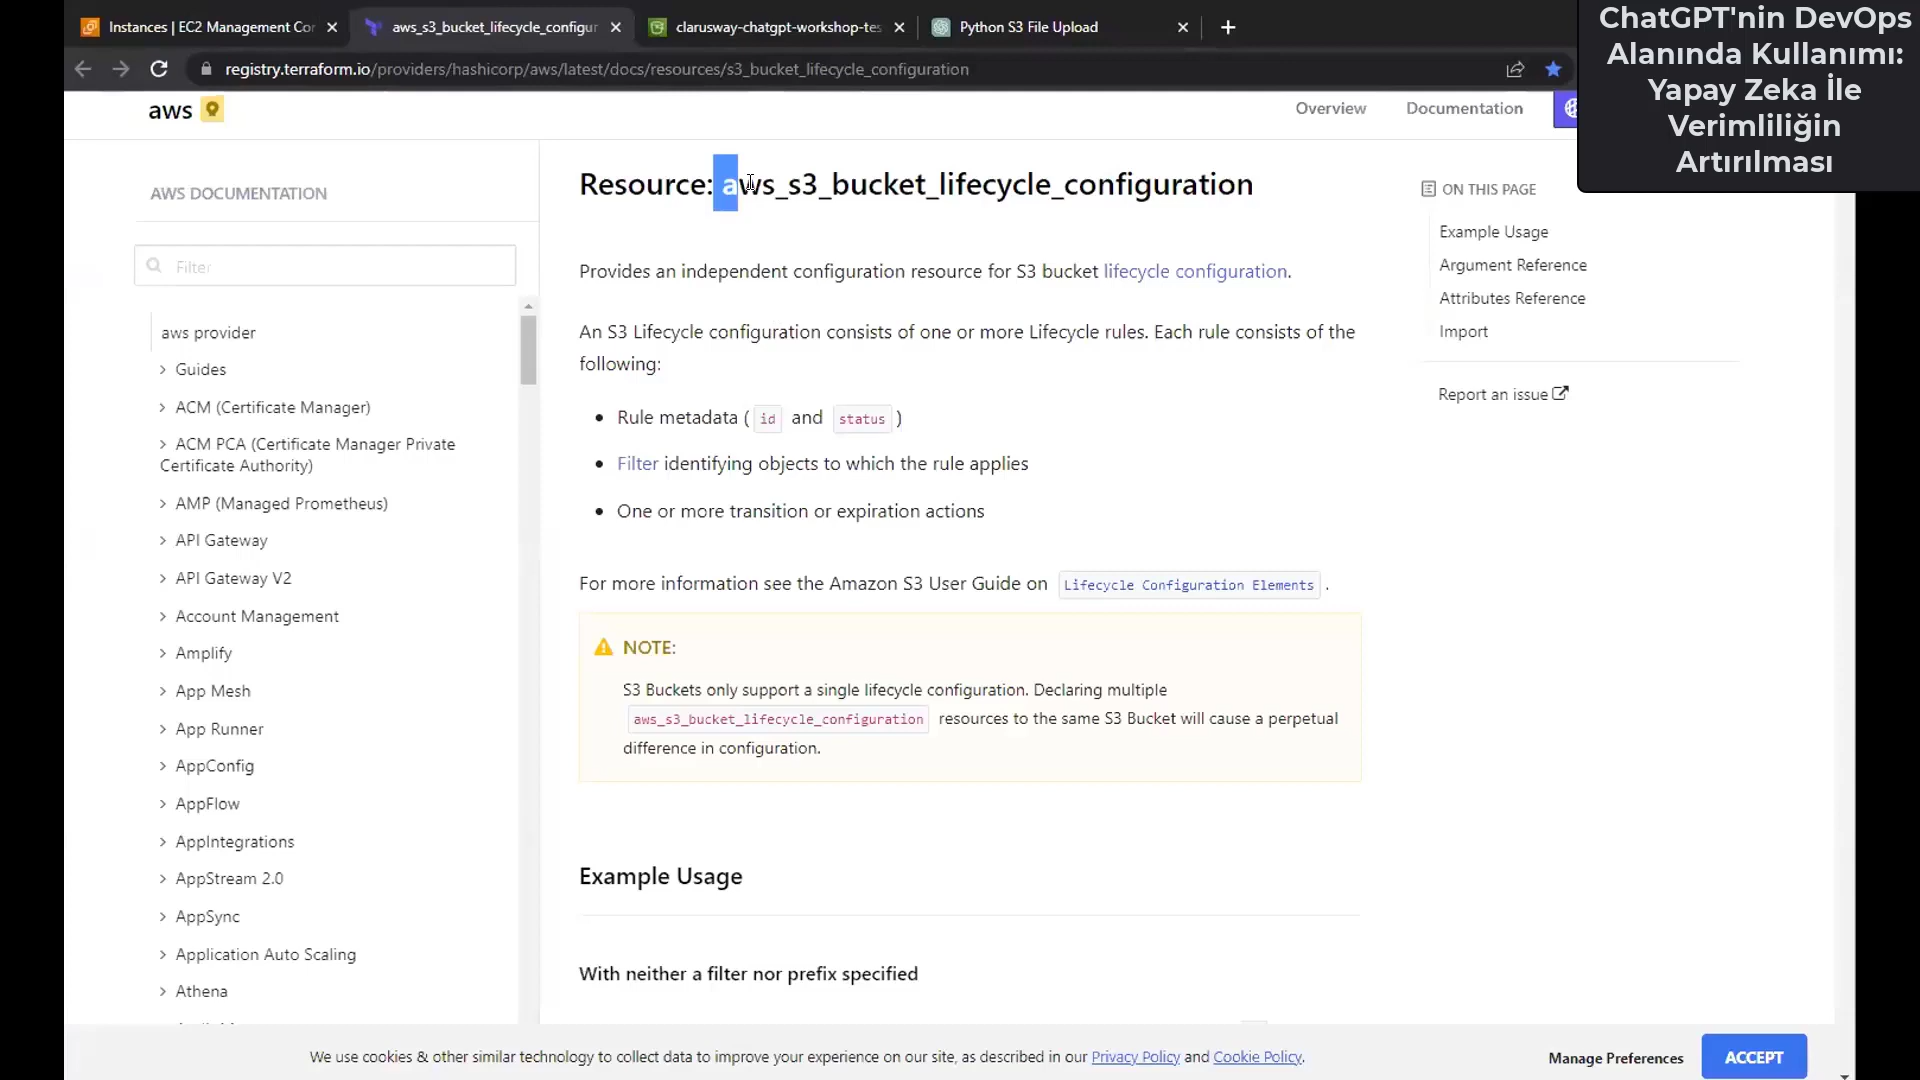 Instances | EC2 Management Cor
aws_s3_bucket_lifecycle_configur
clarusway-chatgpt-workshop-tes
Python S3 File Upload
registry.terraform.io/providers/hashicorp/aws/latest/docs/resources/s3_bucket_lifecycle_configuration
ChatGPT'nin DevOps
Alanında Kullanımı:
Yapay Zeka İle
Verimliliğin
Artırılması
aws
Overview
Documentation
AWS DOCUMENTATION
Filter
aws provider
Guides
ACM (Certificate Manager)
ACM PCA (Certificate Manager Private
Certificate Authority)
AMP (Managed Prometheus)
API Gateway
API Gateway V2
Account Management
Amplify
App Mesh
App Runner
AppConfig
AppFlow
AppIntegrations
AppStream 2.0
AppSync
Application Auto Scaling
Athena
Resource: aws_s3_bucket_lifecycle_configuration
Provides an independent configuration resource for S3 bucket lifecycle configuration.
An S3 Lifecycle configuration consists of one or more Lifecycle rules. Each rule consists of the
following:
Rule metadata ( id and status )
Filter identifying objects to which the rule applies
One or more transition or expiration actions
For more information see the Amazon S3 User Guide on Lifecycle Configuration Elements .
NOTE:
S3 Buckets only support a single lifecycle configuration. Declaring multiple
aws_s3_bucket_lifecycle_configuration resources to the same S3 Bucket will cause a perpetual
difference in configuration.
Example Usage
With neither a filter nor prefix specified
ON THIS PAGE
Example Usage
Argument Reference
Attributes Reference
Import
Report an issue
We use cookies & other similar technology to collect data to improve your experience on our site, as described in our Privacy Policy and Cookie Policy.
Manage Preferences
ACCEPT